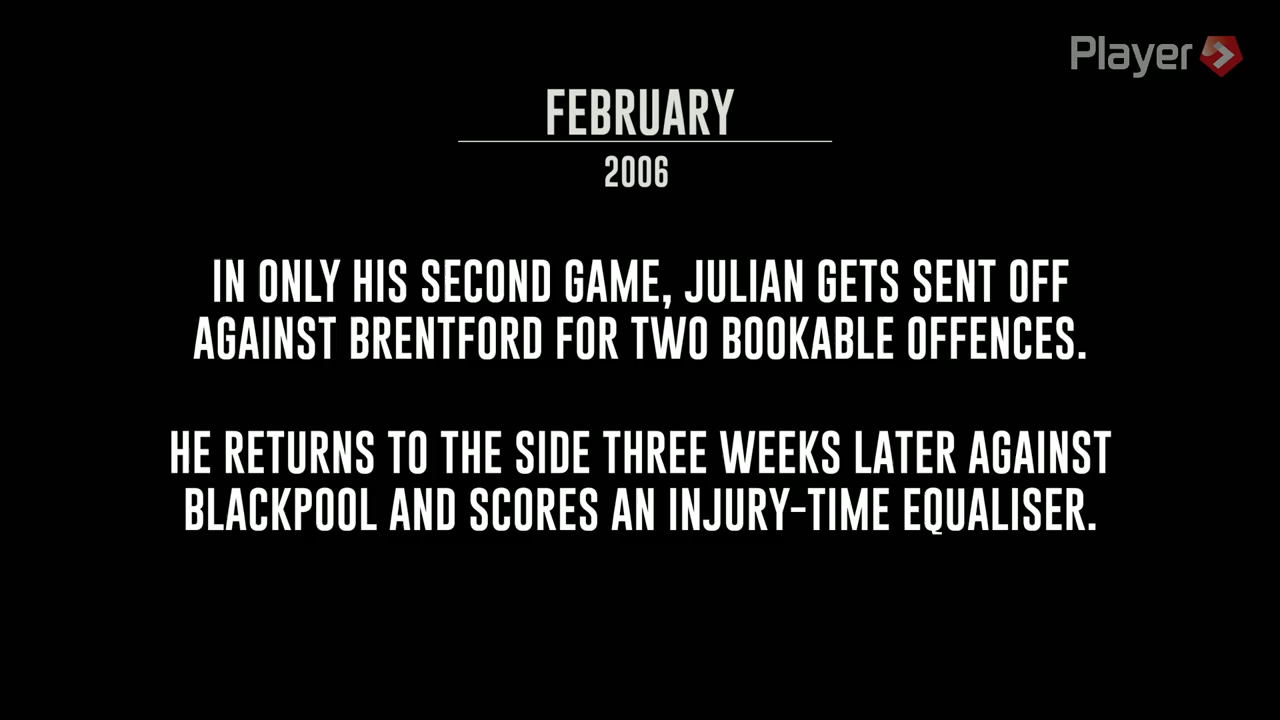 Player
FEBRUARY
2006
IN ONLY HIS SECOND GAME, JULIAN GETS SENT OFF
AGAINST BRENTFORD FOR TWO BOOKABLE OFFENCES.
HE RETURNS TO THE SIDE THREE WEEKS LATER AGAINST
BLACKPOOL AND SCORES AN INJURY-TIME EQUALISER.